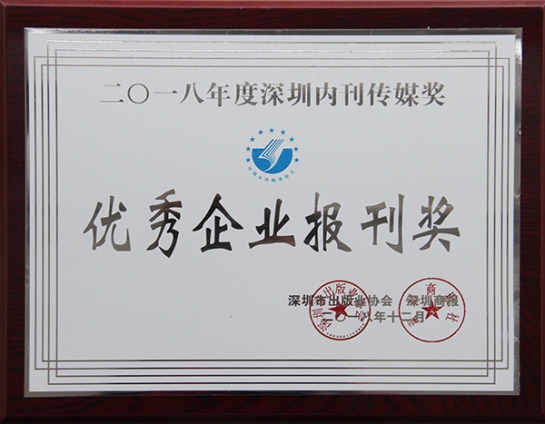 二〇一八年度深圳内刊传媒奖
优秀企业报刊奖
深圳市出版业协会 深圳商报
二〇一八年十二月